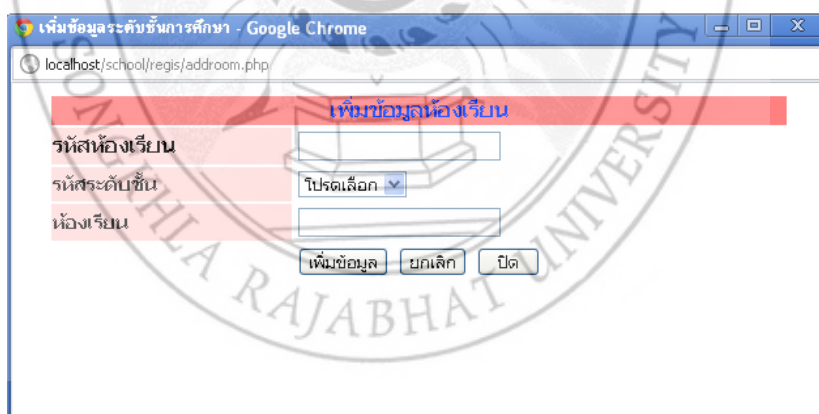 เพิ่มข้อมูลระดับชั้นการศึกษา - Google Chrome
localhost/school/regis/addroom.php
เพิ่มข้อมูลห้องเรียน
รหัสห้องเรียน
รหัสระดับชั้น โปรดเลือก
ห้องเรียน
เพิ่มข้อมูล ยกเลิก ปิด
SONGKHLA RAJABHAT UNIVERSITY